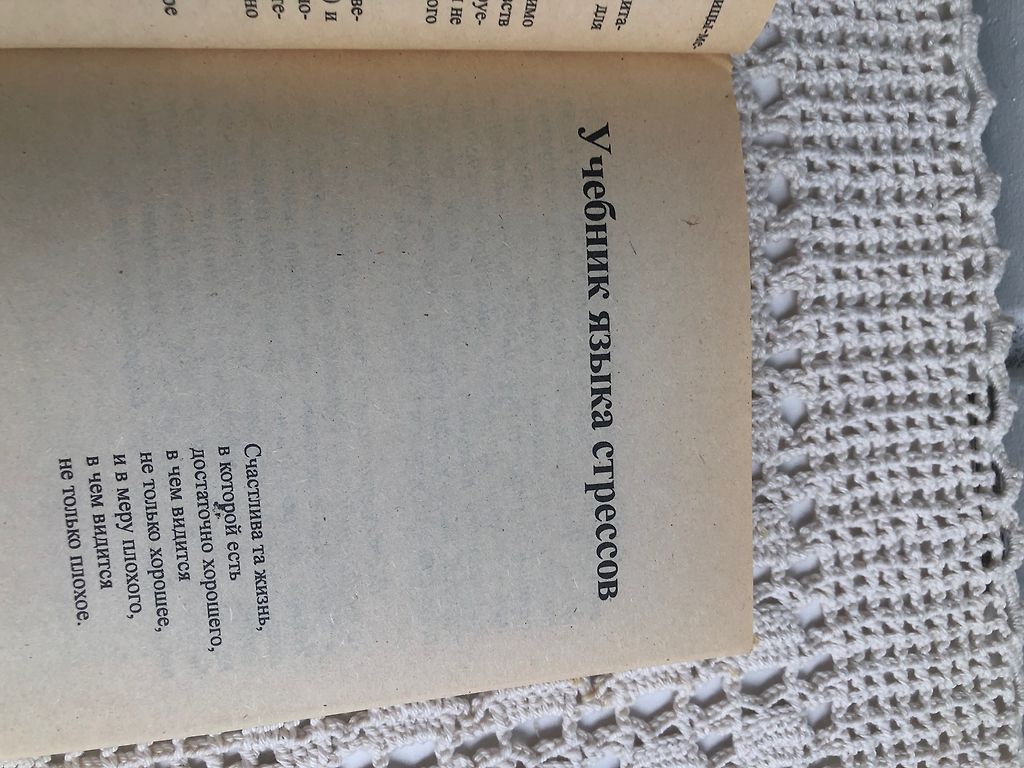 Учебник языка стрессов
Счастлива та жизнь,
в которой есть
достаточно хорошего,
в чем видится
не только хорошее,
и в меру плохого,
в чем видится
не только плохое.